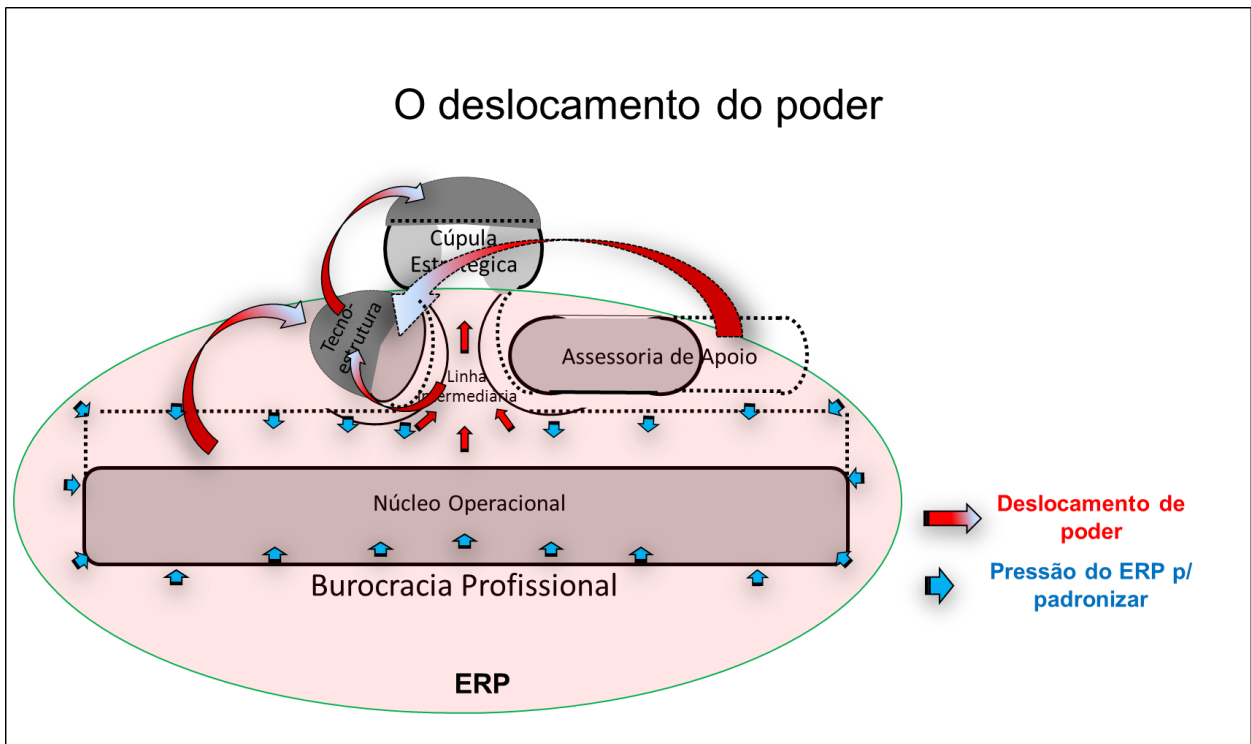 O deslocamento do poder
Cúpula
Estratégica
Tecno-
estrutura
Assessoria de Apoio
Linha
Intermediária
Núcleo Operacional
Burocracia Profissional
ERP
Deslocamento de
poder
Pressão do ERP p/
padronizar